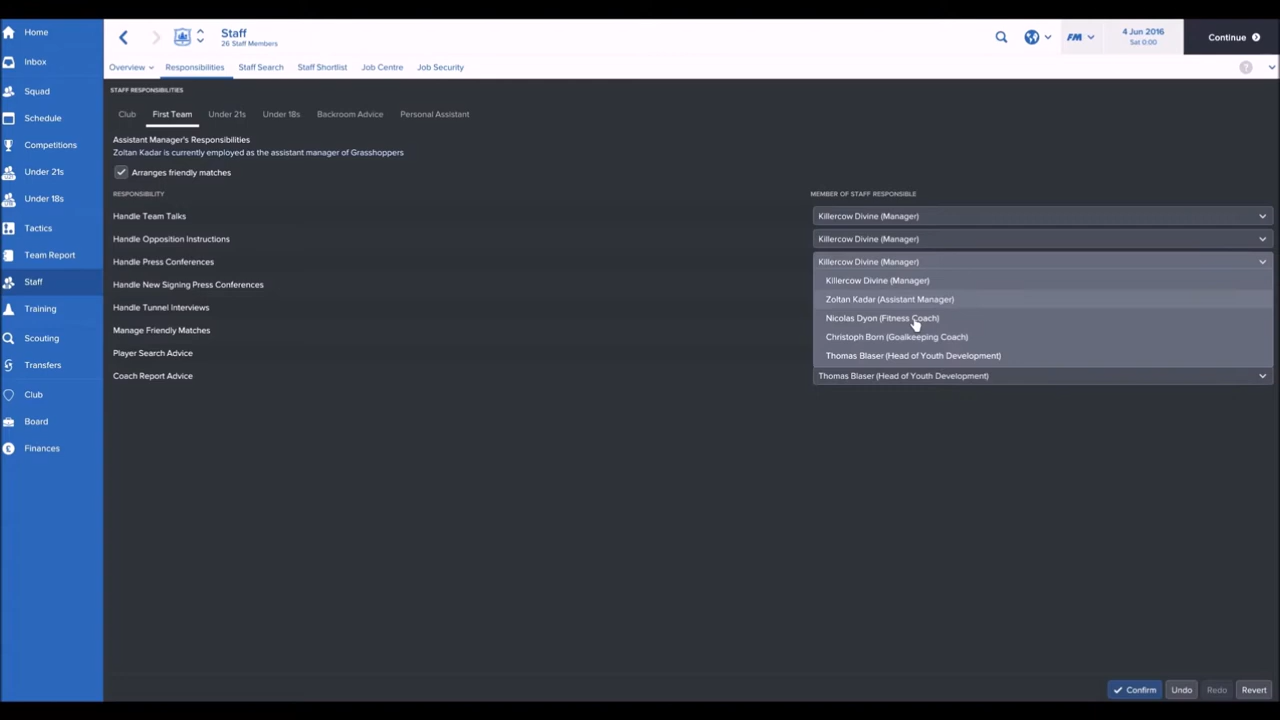 Home
Inbox
Squad
Schedule
Competitions
Under 21s
Under 18s
Tactics
Team Report
Staff
Training
Scouting
Transfers
Club
Board
Finances
Staff
26 Staff Members
FM
4 Jun 2016
Sat 0:00
Continue
Overview Responsibilities Staff Search Staff Shortlist Job Centre Job Security
STAFF RESPONSIBILITIES
Club First Team Under 21s Under 18s Backroom Advice Personal Assistant
Assistant Manager's Responsibilities
Zoltan Kadar is currently employed as the assistant manager of Grasshoppers
Arranges friendly matches
RESPONSIBILITY MEMBER OF STAFF RESPONSIBLE
Handle Team Talks Killercow Divine (Manager)
Handle Opposition Instructions Killercow Divine (Manager)
Handle Press Conferences Killercow Divine (Manager)
Killercow Divine (Manager)
Handle New Signing Press Conferences
Zoltan Kadar (Assistant Manager)
Handle Tunnel Interviews
Nicolas Dyon (Fitness Coach)
Manage Friendly Matches
Christoph Born (Goalkeeping Coach)
Player Search Advice
Thomas Blaser (Head of Youth Development)
Coach Report Advice Thomas Blaser (Head of Youth Development)
Confirm Undo Redo Revert